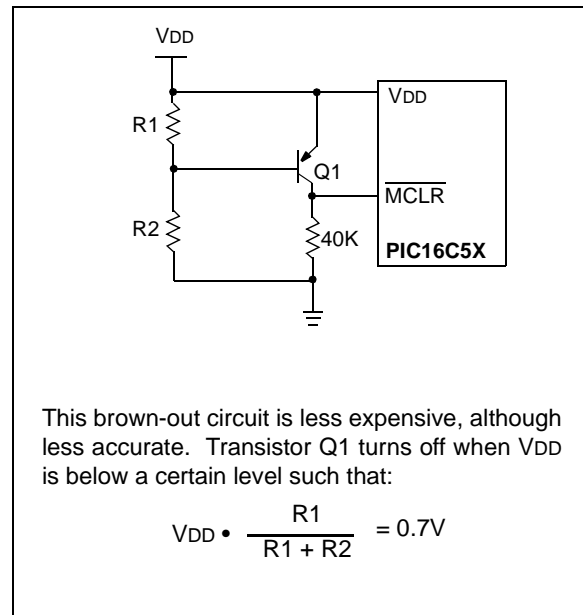 VDD
VDD
R1
Q1
MCLR
R2
40K
PIC16C5X
This brown-out circuit is less expensive, although
less accurate. Transistor Q1 turns off when VDD
is below a certain level such that:
VDD • R1 / R1 + R2 = 0.7V